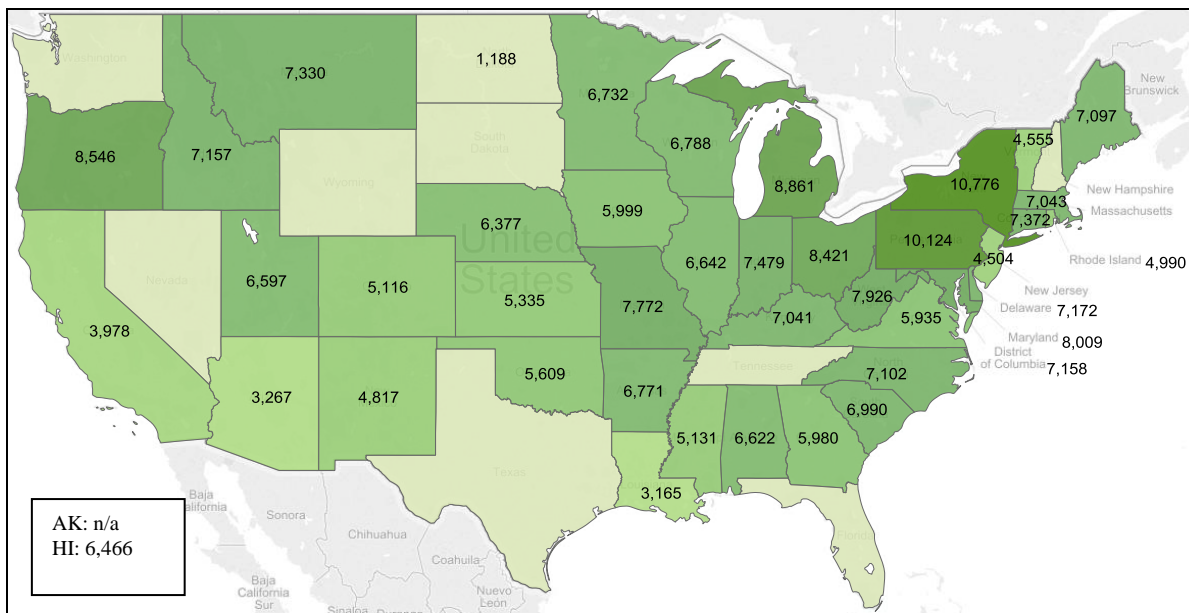 Washington
7,330
1,188
New
Brunswick
6,732
7,097
8,546
7,157
South
Dakota
6,788
4,555
Wyoming
8,861
10,776
New Hampshire
7,043
Massachusetts
6,377
5,999
7,372
United
States
10,124
Rhode Island 4,990
Nevada
6,597
5,116
6,642
7,479
8,421
4,504
New Jersey
5,335
7,772
7,926
Delaware 7,172
3,978
7,041
5,935
Maryland 8,009
District
of Columbia 7,158
Tennessee
North
7,102
5,609
3,267
4,817
6,771
6,990
5,131
6,622
5,980
Texas
3,165
Florida
Baja
California
Sonora
Chihuahua
Coahuila
Baja
California
Sur
Nuevo
León
Sinaloa
Durango
AK: n/a
HI: 6,466